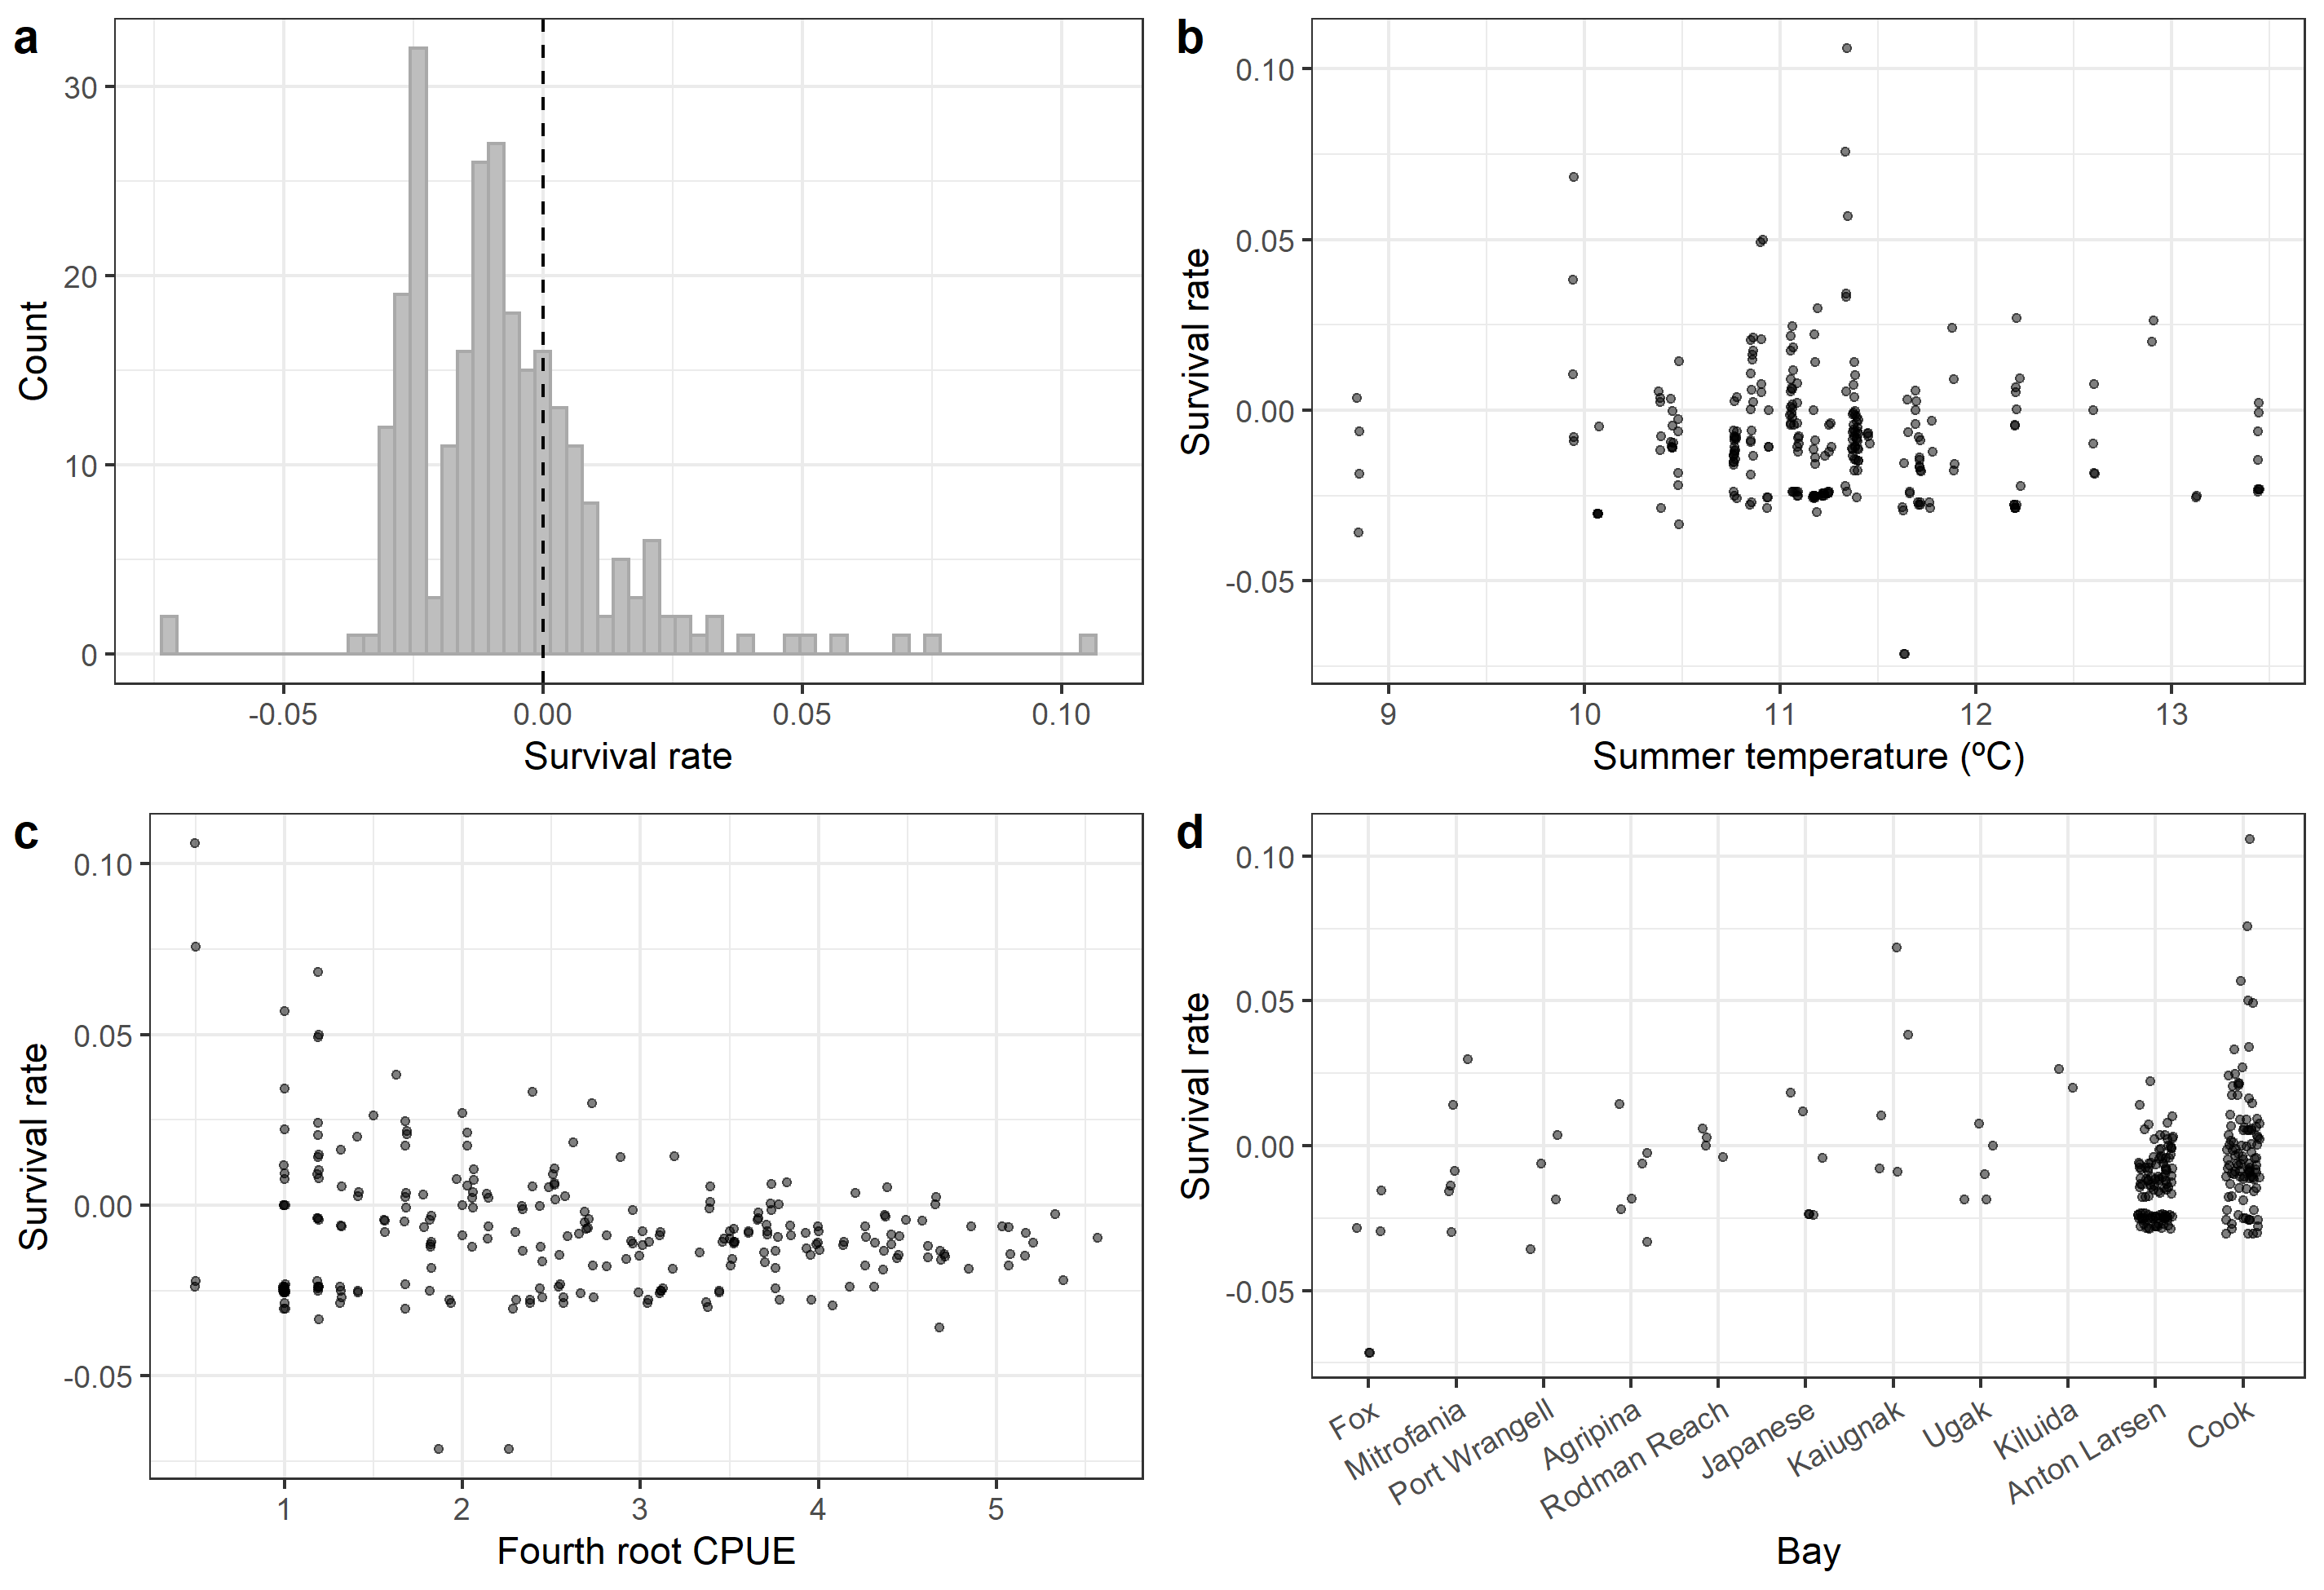 a
30
20
10
0
Count
-0.05 0.00 0.05 0.10
Survival rate
b
0.10
0.05
0.00
-0.05
Survival rate
9 10 11 12 13
Summer temperature (ºC)
c
0.10
0.05
0.00
-0.05
Survival rate
1 2 3 4 5
Fourth root CPUE
d
0.10
0.05
0.00
-0.05
Survival rate
Fox
Mitrofania
Port Wrangell
Agripina
Rodman Reach
Japanese
Kaiugnak
Ugak
Kiluida
Anton Larsen
Cook
Bay